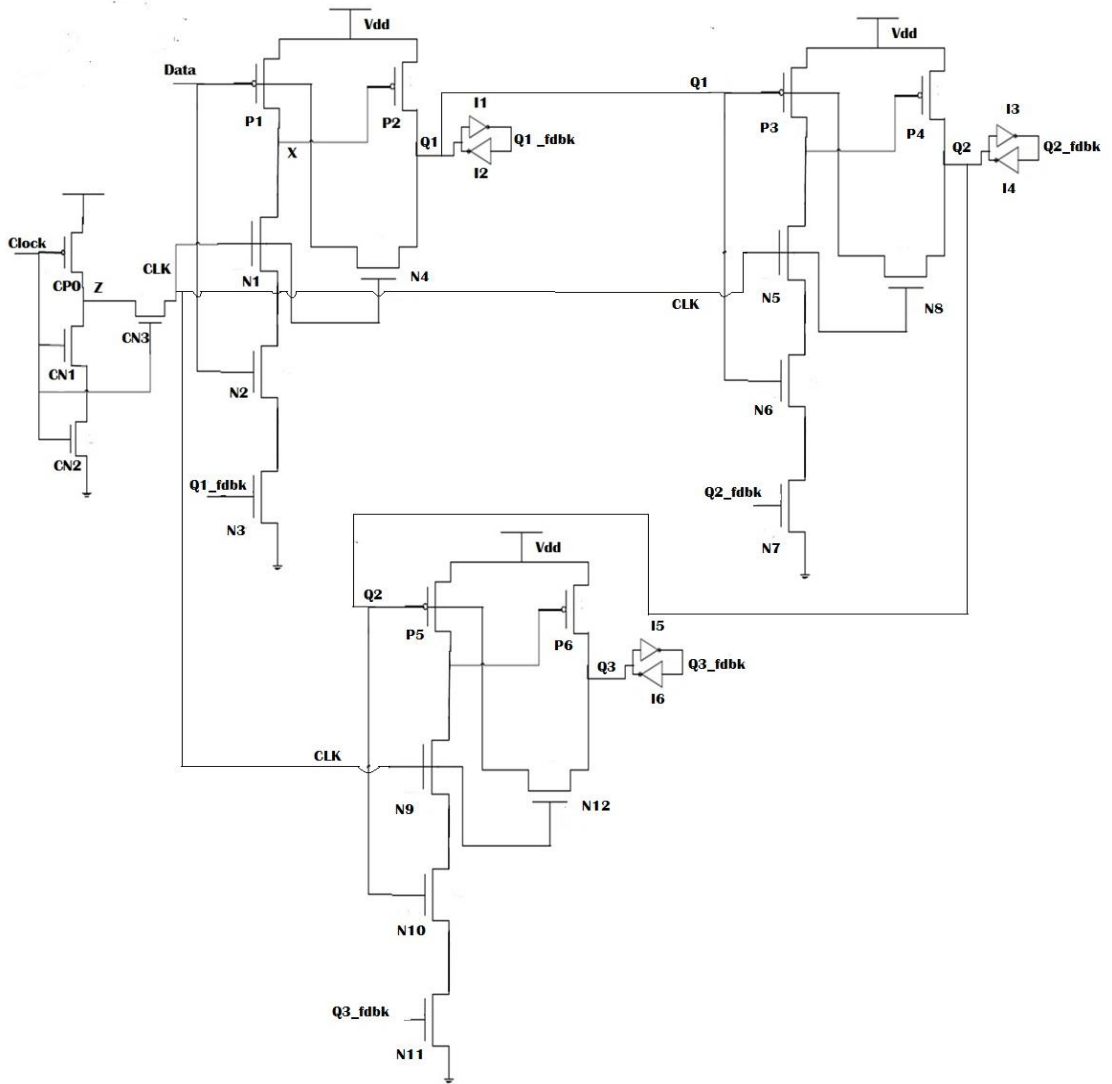 Vdd
Data
P1
P2
X
Q1
I1
Q1_fdbk
I2
Q1
Vdd
P3
P4
Q2
I3
Q2_fdbk
I4
Clock
CP0
Z
CLK
CN3
CN1
CN2
N1
N4
N2
Q1_fdbk
N3
CLK
N5
N8
N6
Q2_fdbk
N7
Vdd
Q2
P5
P6
Q3
I5
Q3_fdbk
I6
CLK
N9
N12
N10
Q3_fdbk
N11